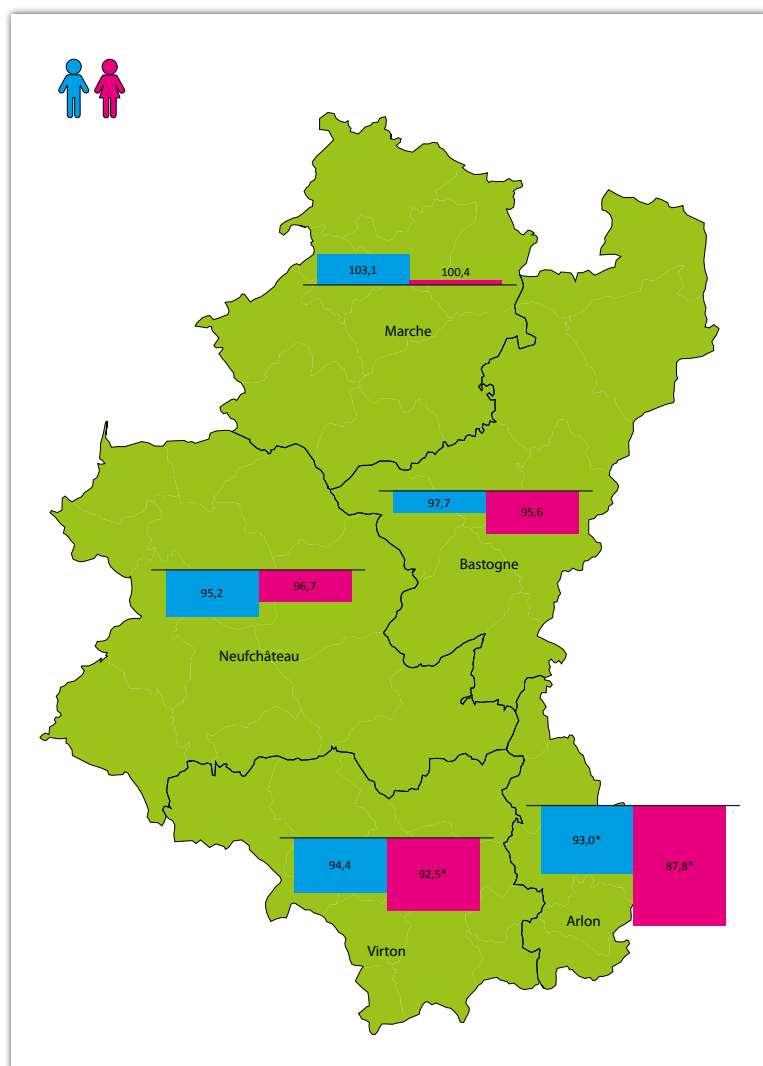 103,1 100,4
Marche
97,7 95,6
Bastogne
95,2 96,7
Neufchâteau
94,4 92,5*
Virton
93,0* 87,8*
Arlon